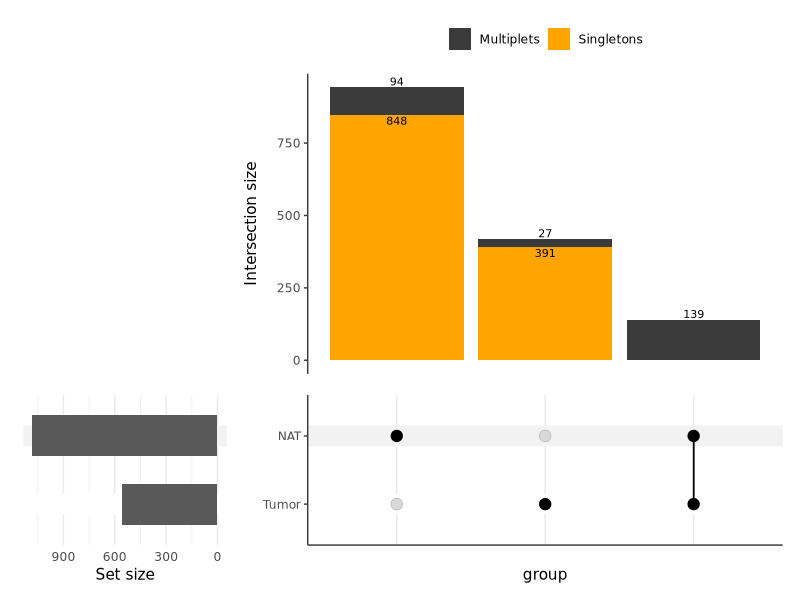 Multiplets Singletons
94
848
27
391
139
750
500
250
0
Intersection size
NAT
Tumor
900 600 300 0
Set size
group